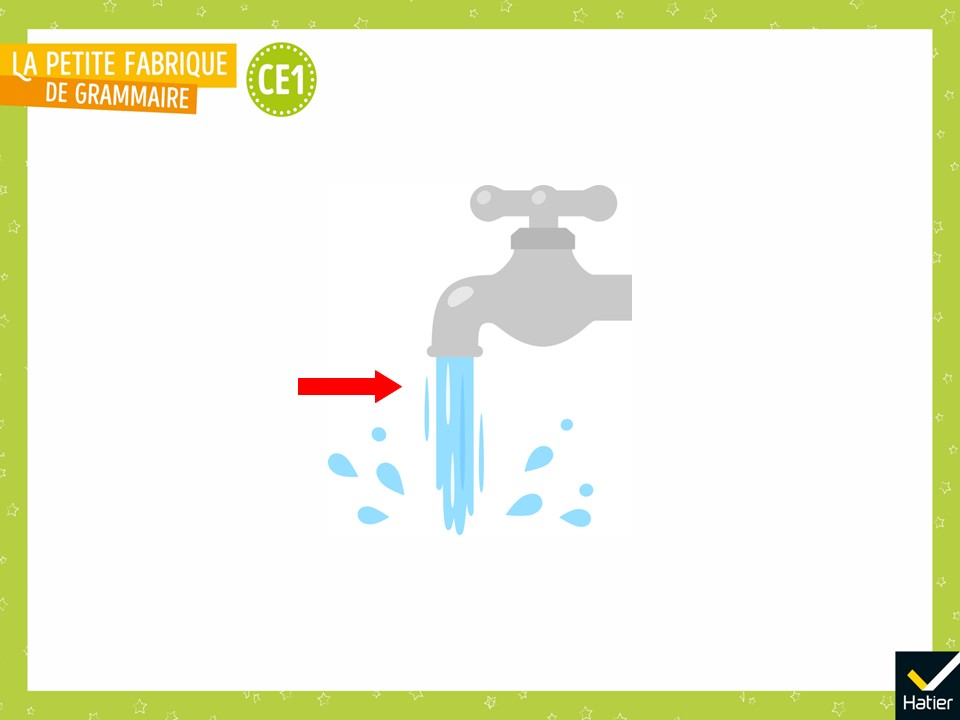 LA PETITE FABRIQUE
DE GRAMMAIRE
CE1
Hatier